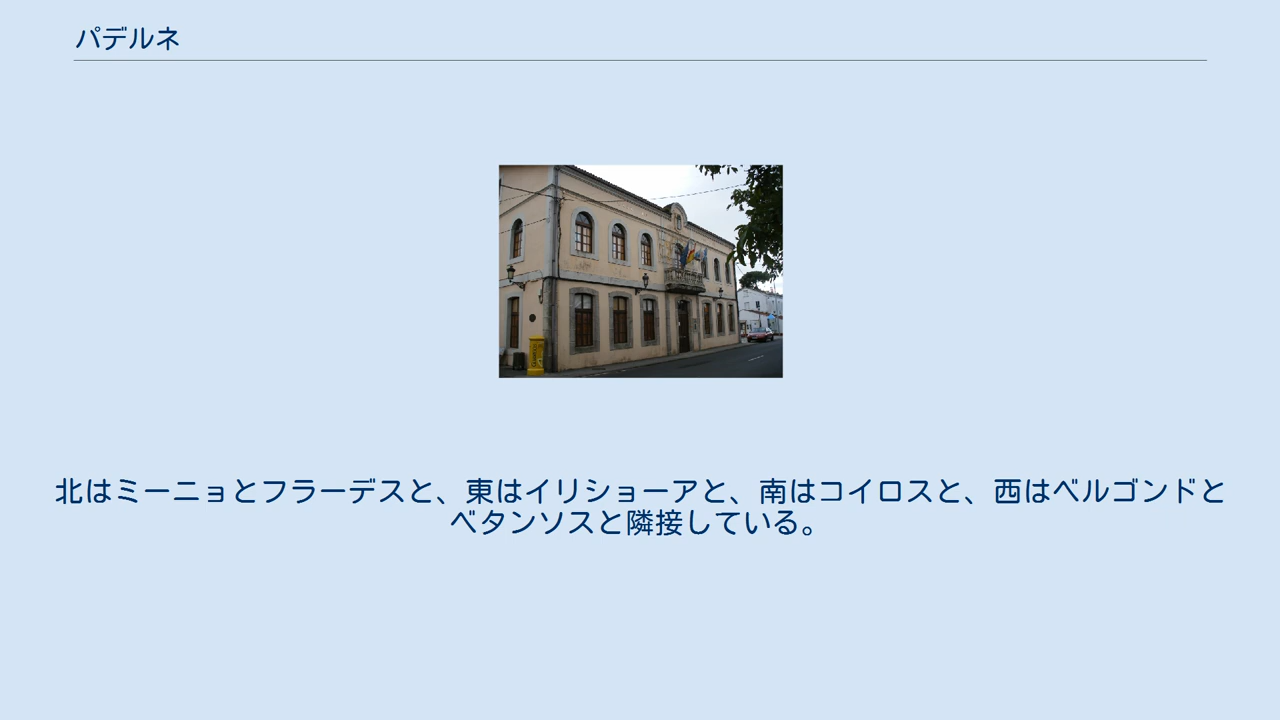 パデルネ
北はミーニョとフラーデスと、東はイリショーアと、南はコイロスと、西はベルゴンドと
ベタンソスと隣接している。